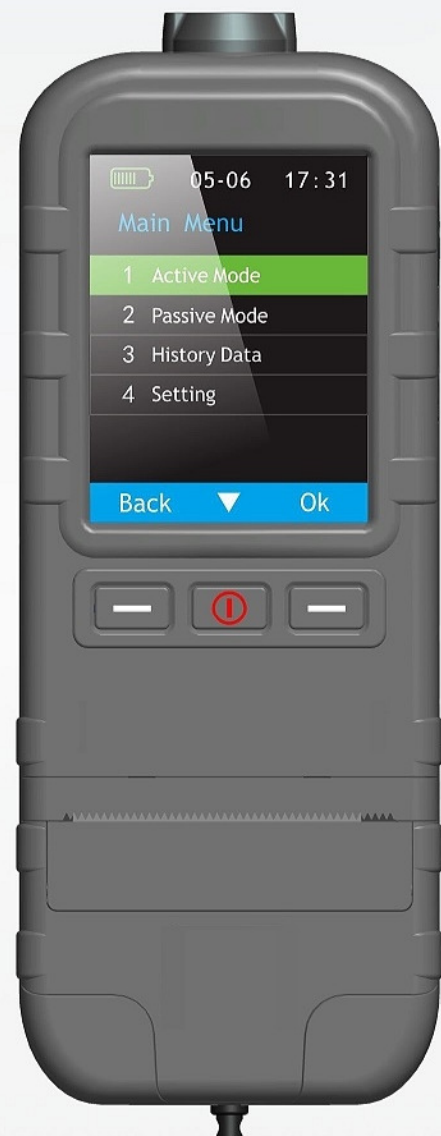 05-06 17:31
Main Menu
1 Active Mode
2 Passive Mode
3 History Data
4 Setting
Back Ok